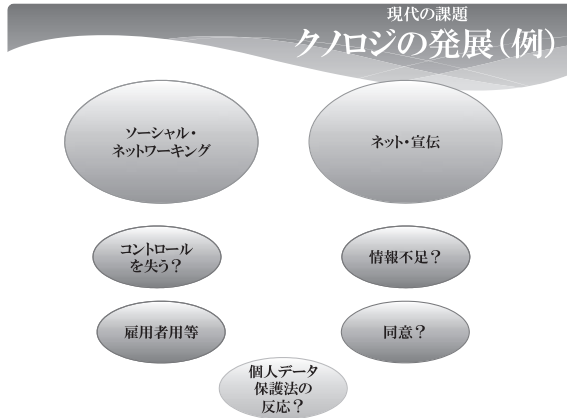 現代の課題
クノロジの発展（例）
ソーシャル・
ネットワーキング
ネット・宣伝
コントロール
を失う？
情報不足？
雇用者用等
同意？
個人データ
保護法の
反応？